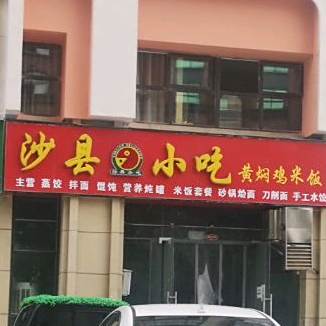 沙县小吃 黄焖鸡米饭
主营 蒸饺 拌面 馄饨 营养炖罐 米饭套餐 砂锅烩面 刀削面 手工水饺